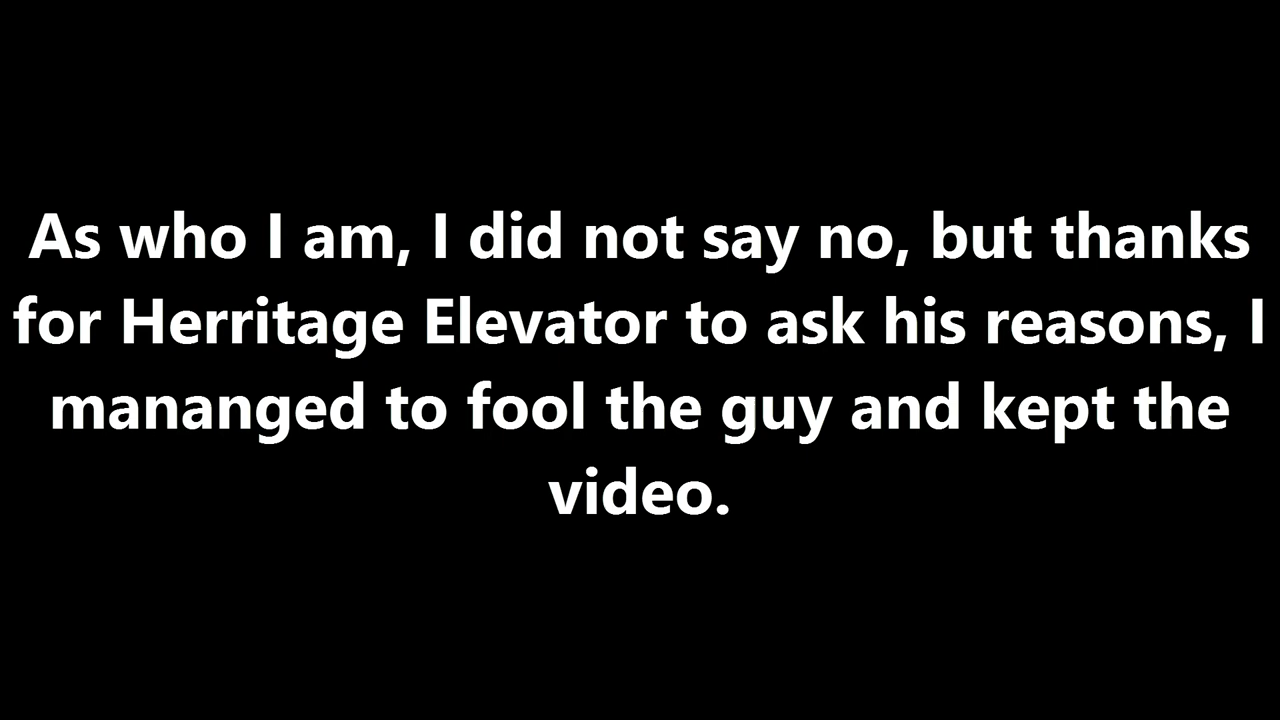 As who I am, I did not say no, but thanks
for Herritage Elevator to ask his reasons, I
mananged to fool the guy and kept the
video.